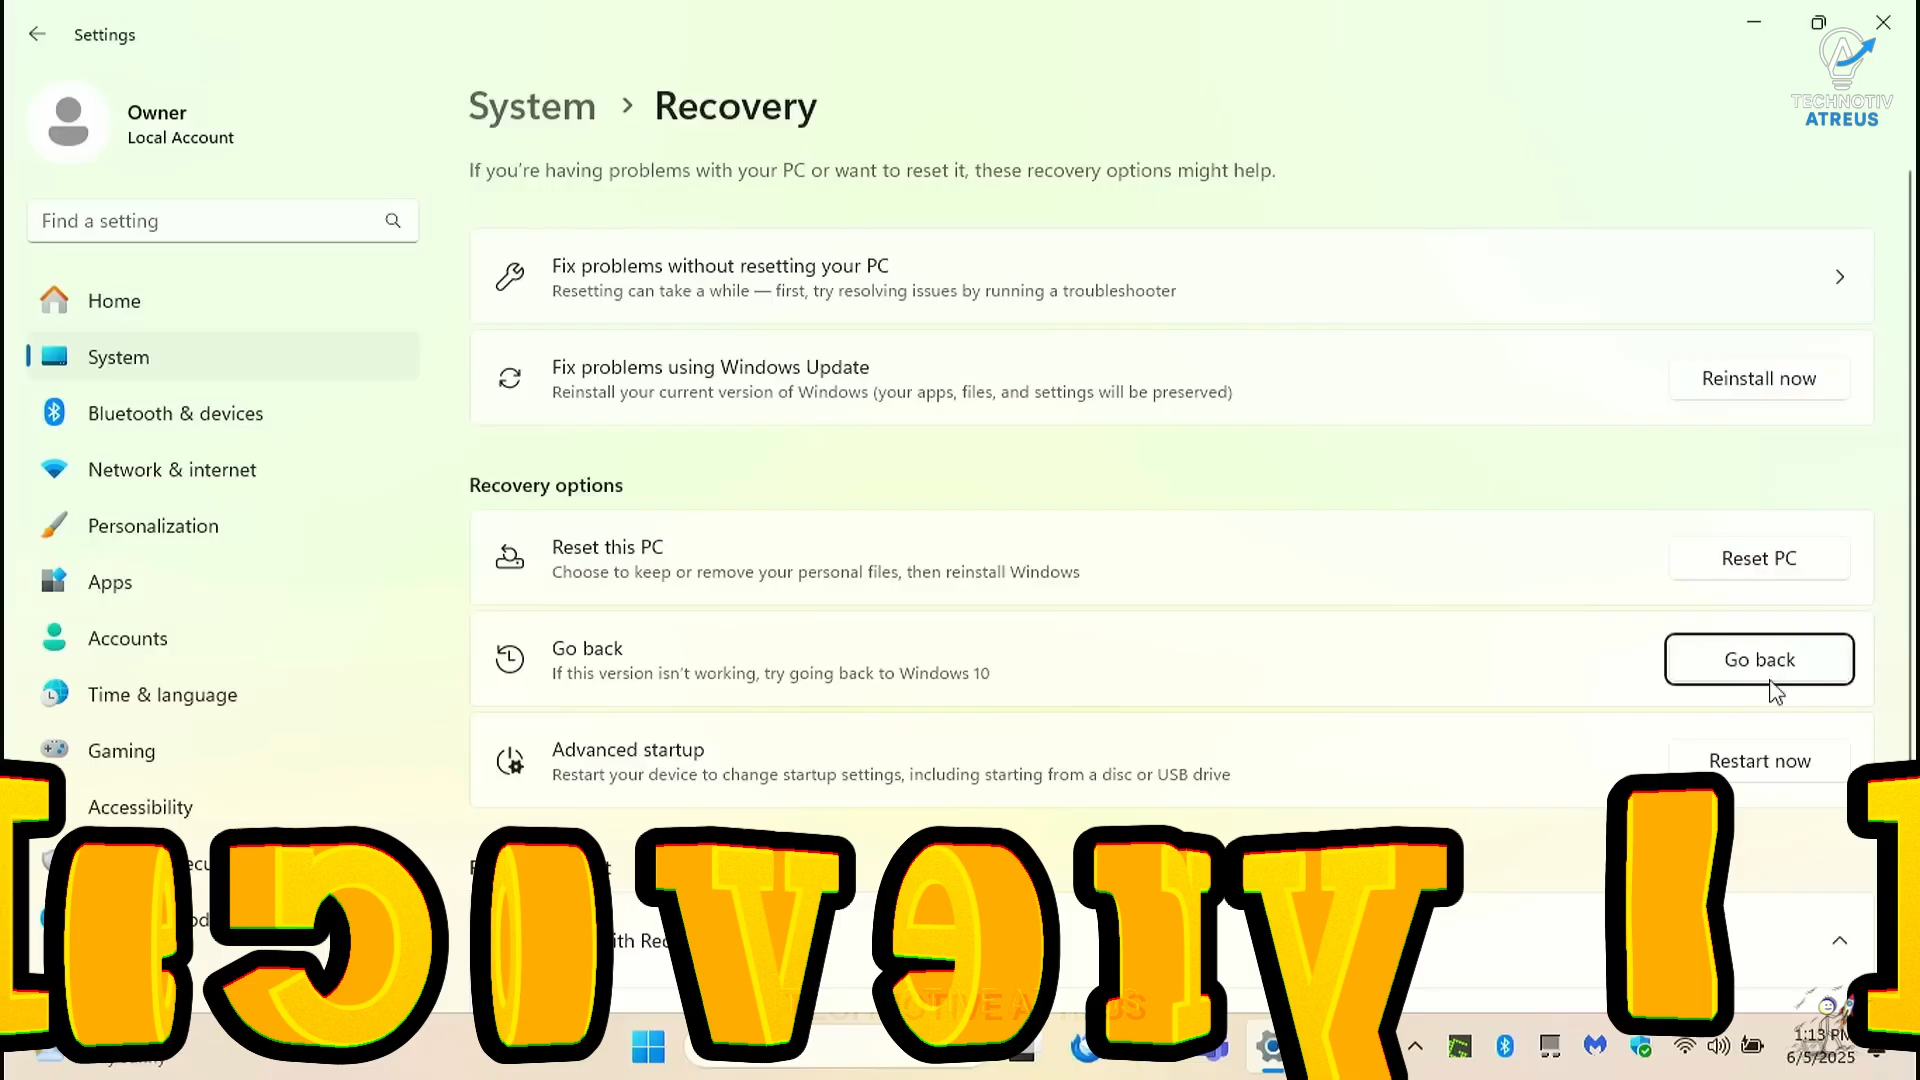 Settings
TECHNOTIV
ATREUS
Owner
Local Account
Find a setting
Home
System
Bluetooth & devices
Network & internet
Personalization
Apps
Accounts
Time & language
Gaming
Accessibility
System > Recovery
If you're having problems with your PC or want to reset it, these recovery options might help.
Fix problems without resetting your PC
Resetting can take a while — first, try resolving issues by running a troubleshooter
Fix problems using Windows Update
Reinstall your current version of Windows (your apps, files, and settings will be preserved)
Reinstall now
Recovery options
Reset this PC
Choose to keep or remove your personal files, then reinstall Windows
Reset PC
Go back
If this version isn't working, try going back to Windows 10
Go back
Advanced startup
Restart your device to change startup settings, including starting from a disc or USB drive
Restart now
1:13 PM
6/5/2025